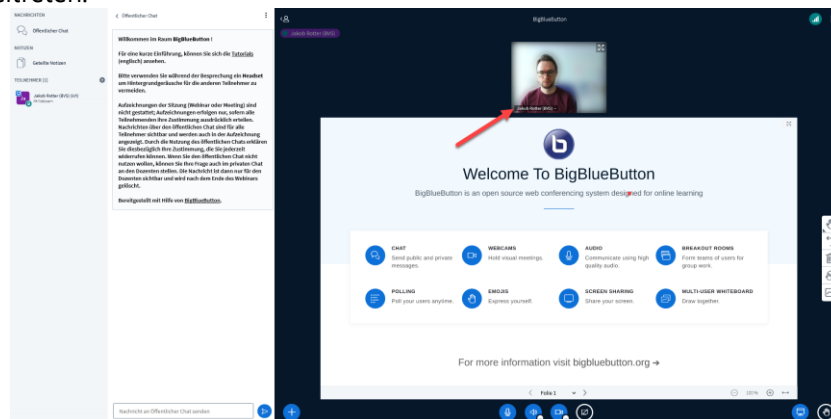 NACHRICHTEN
Öffentlicher Chat
NOTIZEN
Geteilte Notizen
TEILNEHMER (1)
Jakob Rotter (BVS) (Ich)
Öffentlicher Chat
Willkommen im Raum BigBlueButton !
Für eine kurze Einführung, können Sie sich die Tutorials
(englisch) ansehen.
Bitte verwenden Sie während der Besprechung ein Headset
um Hintergrundgeräusche für die anderen Teilnehmer zu
vermeiden.
Aufzeichnungen der Sitzung (Webinar oder Meeting) sind
nicht gestattet; Aufzeichnungen erfolgen nur, sofern alle
Teilnehmenden ihre Zustimmung ausdrücklich erteilen.
Nachrichten über den öffentlichen Chat sind für alle
Teilnehmer sichtbar und werden auch in der Aufzeichnung
angezeigt. Durch die Nutzung des öffentlichen Chats erklären
Sie diesbezüglich Ihre Zustimmung, die Sie jederzeit
widerrufen können. Wenn Sie den öffentlichen Chat nicht
nutzen wollen, können Sie Ihre Frage auch im privaten Chat
an den Dozenten stellen. Die Nachricht ist dann nur für den
Dozenten sichtbar und wird nach dem Ende des Webinars
gelöscht.
Bereitgestellt mit Hilfe von BigBlueButton.
Nachricht an Öffentlicher Chat senden
BigBlueButton
Jakob Rotter (BVS)
Jakob Rotter (BVS)
b
Welcome To BigBlueButton
BigBlueButton is an open source web conferencing system designed for online learning
CHAT
Send public and private
messages.
WEBCAMS
Hold visual meetings.
AUDIO
Communicate using high
quality audio.
BREAKOUT ROOMS
Form teams of users for
group work.
POLLING
Poll your users anytime.
EMOJIS
Express yourself.
SCREEN SHARING
Share your screen.
MULTI-USER WHITEBOARD
Draw together.
For more information visit bigbluebutton.org →
Folie 1
100%